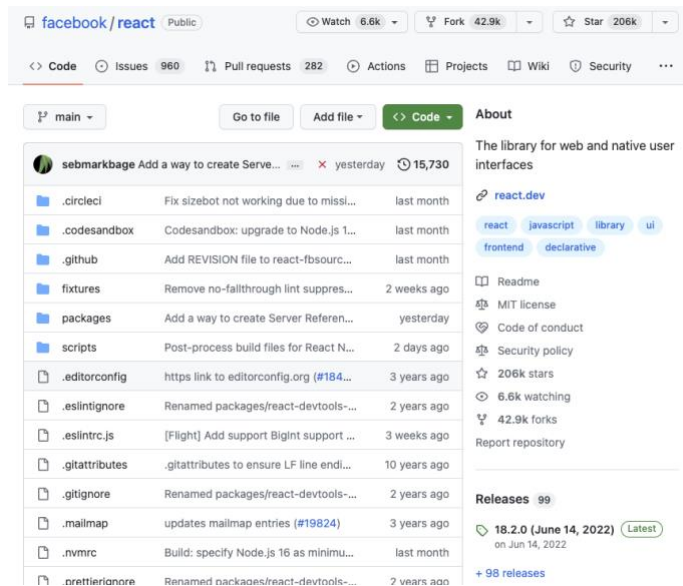 facebook / react Public Watch 6.6k Fork 42.9k Star 206k
<> Code Issues 960 Pull requests 282 Actions Projects Wiki Security ...
main Go to file Add file <> Code
sebmarkbage Add a way to create Serve... ... × yesterday 15,730
.circleci Fix sizebot not working due to missi... last month
.codesandbox Codesandbox: upgrade to Node.js 1... last month
.github Add REVISION file to react-fbsourc... last month
fixtures Remove no-fallthrough lint suppres... 2 weeks ago
packages Add a way to create Server Referen... yesterday
scripts Post-process build files for React N... 2 days ago
.editorconfig https link to editorconfig.org (#184... 3 years ago
.eslintignore Renamed packages/react-devtools-... 2 years ago
.eslintrc.js [Flight] Add support BigInt support ... 3 weeks ago
.gitattributes .gitattributes to ensure LF line endi... 10 years ago
.gitignore Renamed packages/react-devtools-... 2 years ago
.mailmap updates mailmap entries (#19824) 3 years ago
.nvmrc Build: specify Node.js 16 as minimu... last month
.prettierignore Renamed packages/react-devtools-... 2 years ago
About
The library for web and native user
interfaces
react.dev
react javascript library ui
frontend declarative
Readme
MIT license
Code of conduct
Security policy
206k stars
6.6k watching
42.9k forks
Report repository
Releases 99
18.2.0 (June 14, 2022) Latest
on Jun 14, 2022
+ 98 releases